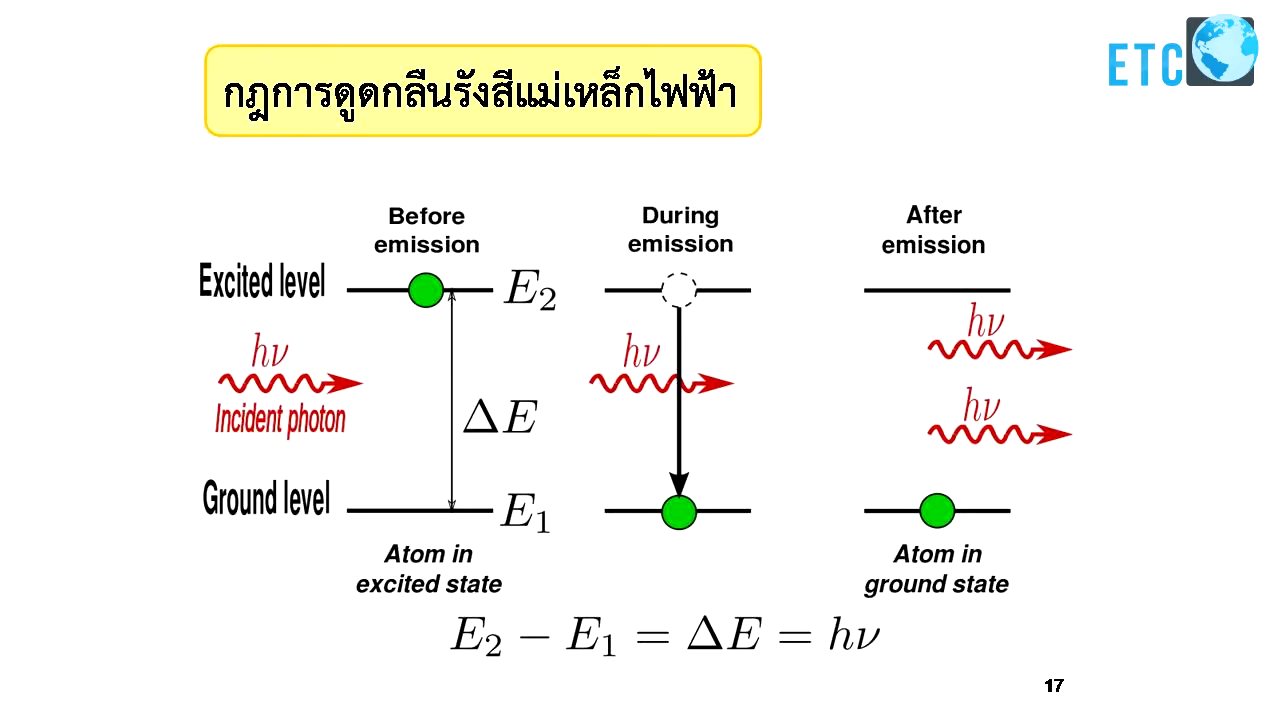 ETC
กฎการดูดกลืนรังสีแม่เหล็กไฟฟ้า
Before
emission
During
emission
After
emission
Excited level
E₂
hν
hν
hν
Incident photon
ΔE
hν
Ground level
E₁
Atom in
excited state
Atom in
ground state
E₂ − E₁ = ΔE = hν
17